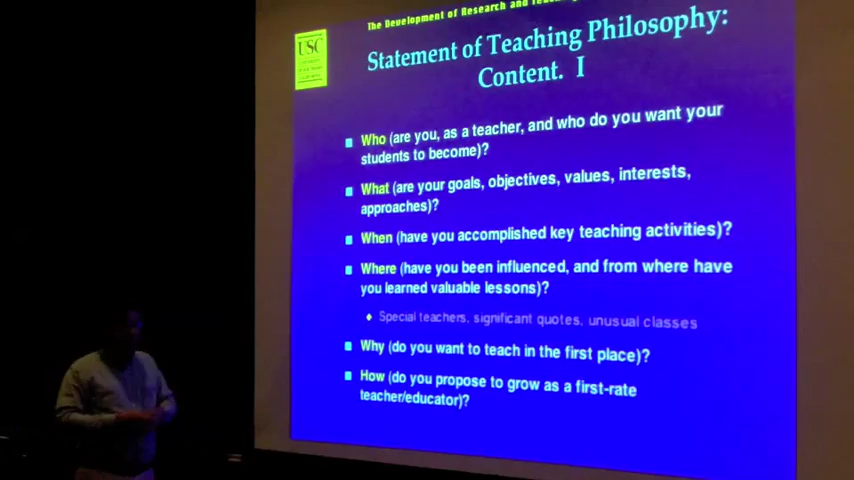 The Development of Research and
USC
Statement of Teaching Philosophy:
Content. I
Who (are you, as a teacher, and who do you want your
students to become)?
What (are your goals, objectives, values, interests,
approaches)?
When (have you accomplished key teaching activities)?
Where (have you been influenced, and from where have
you learned valuable lessons)?
Special teachers, significant quotes, unusual classes
Why (do you want to teach in the first place)?
How (do you propose to grow as a first-rate
teacher/educator)?